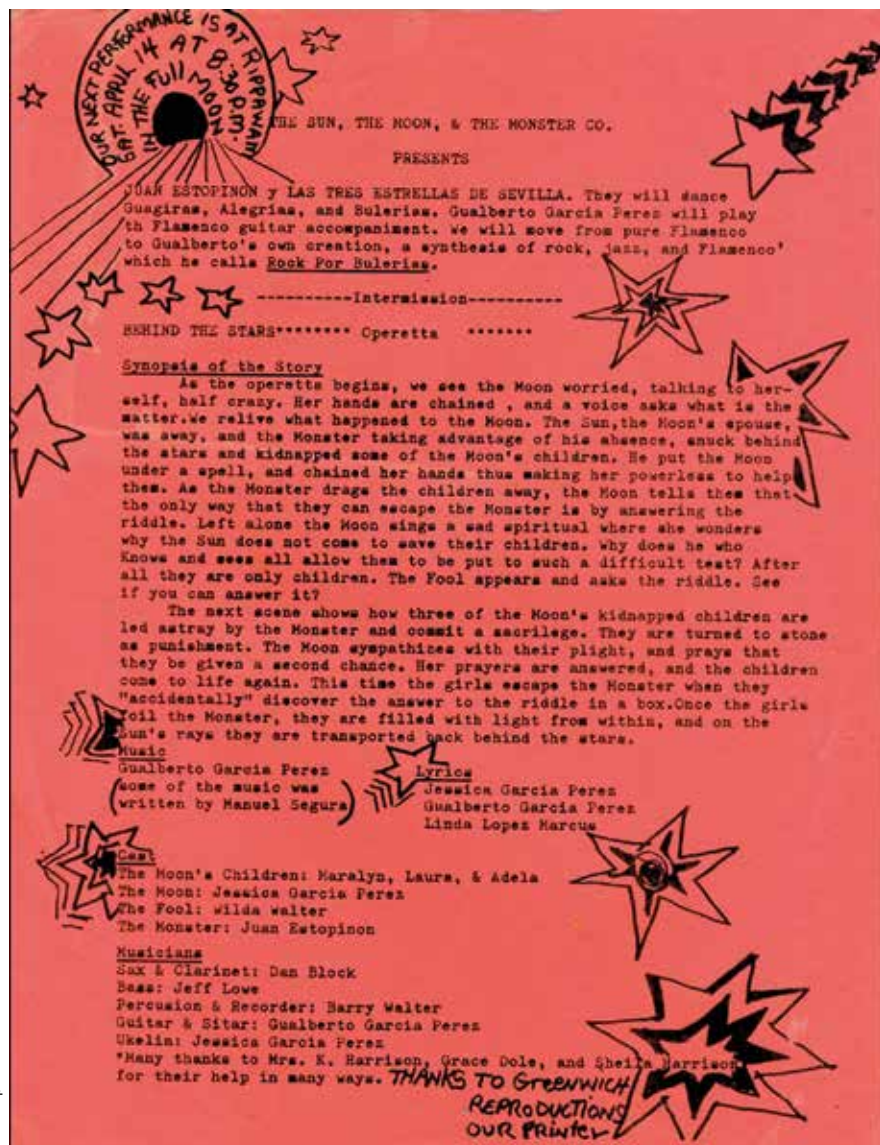 OUR NEXT PERFORMANCE IS AT RIPPAWAM
SAT. APRIL 14 AT 8:30 P.M.
IN THE FULL MOON
THE SUN, THE MOON, & THE MONSTER CO.
PRESENTS
JUAN ESTOPINON y LAS TRES ESTRELLAS DE SEVILLA. They will dance
Guagiras, Alegrias, and Bulerias. Gualberto Garcia Perez will play
th Flamenco guitar accompaniment. We will move from pure Flamenco
to Gualberto's own creation, a synthesis of rock, jazz, and Flamenco'
which he calls Rock Por Bulerias.
----------Intermission----------
BEHIND THE STARS******** Operetta *******
Synopsis of the Story
As the operetta begins, we see the Moon worried, talking to her-
self, half crazy. Her hands are chained , and a voice asks what is the
matter.We relive what happened to the Moon. The Sun,the Moon's spouse,
was away, and the Monster taking advantage of his absence, snuck behind
the stars and kidnapped some of the Moon's children. He put the Moon
under a spell, and chained her hands thus making her powerless to help
them. As the Monster drags the children away, the Moon tells them that
the only way that they can escape the Monster is by answering the
riddle. Left alone the Moon sings a sad spiritual where she wonders
why the Sun does not come to save their children. Why does he who
Knows and sees all allow them to be put to such a difficult test? After
all they are only children. The Fool appears and asks the riddle. See
if you can answer it?
The next scene shows how three of the Moon's kidnapped children are
led astray by the Monster and commit a sacrilege. They are turned to stone
as punishment. The Moon sympathizes with their plight, and prays that
they be given a second chance. Her prayers are answered, and the children
come to life again. This time the girls escape the Monster when they
"accidentally" discover the answer to the riddle in a box.Once the girls
foil the Monster, they are filled with light from within, and on the
Sun's rays they are transported back behind the stars.
Music
Gualberto Garcia Perez
(some of the music was
written by Manuel Segura)
Lyrics
Jessica Garcia Perez
Gualberto Garcia Perez
Linda Lopez Marcus
Cast
The Moon's Children: Maralyn, Laura, & Adela
The Moon: Jessica Garcia Perez
The Fool: Wilda Walter
The Monster: Juan Estopinon
Musicians
Sax & Clarinet: Dan Block
Bass: Jeff Lowe
Percusion & Recorder: Barry Walter
Guitar & Sitar: Gualberto Garcia Perez
Ukelin: Jessica Garcia Perez
*Many thanks to Mrs. K. Harrison, Grace Dole, and Sheila Harrison
for their help in many ways. THANKS TO GREENWICH
REPRODUCTIONS
OUR PRINTER